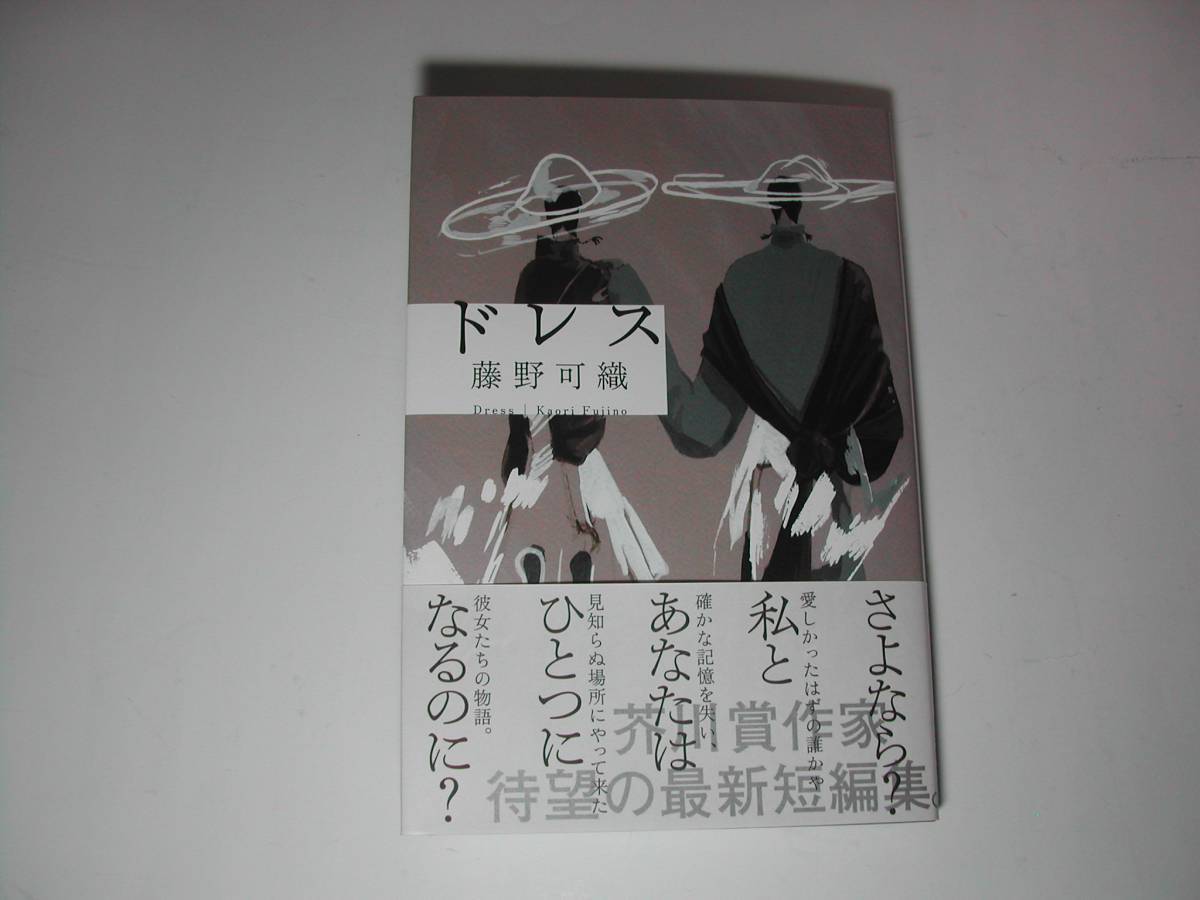 ドレス
藤野可織
Dress | Kaori Fujino
さよなら?
愛しかったはずの誰かや
私と
確かな記憶を失い、
あなたは
見知らぬ場所にやって来た
ひとつに
彼女たちの物語。
なるのに?
芥川賞作家
待望の最新短編集。